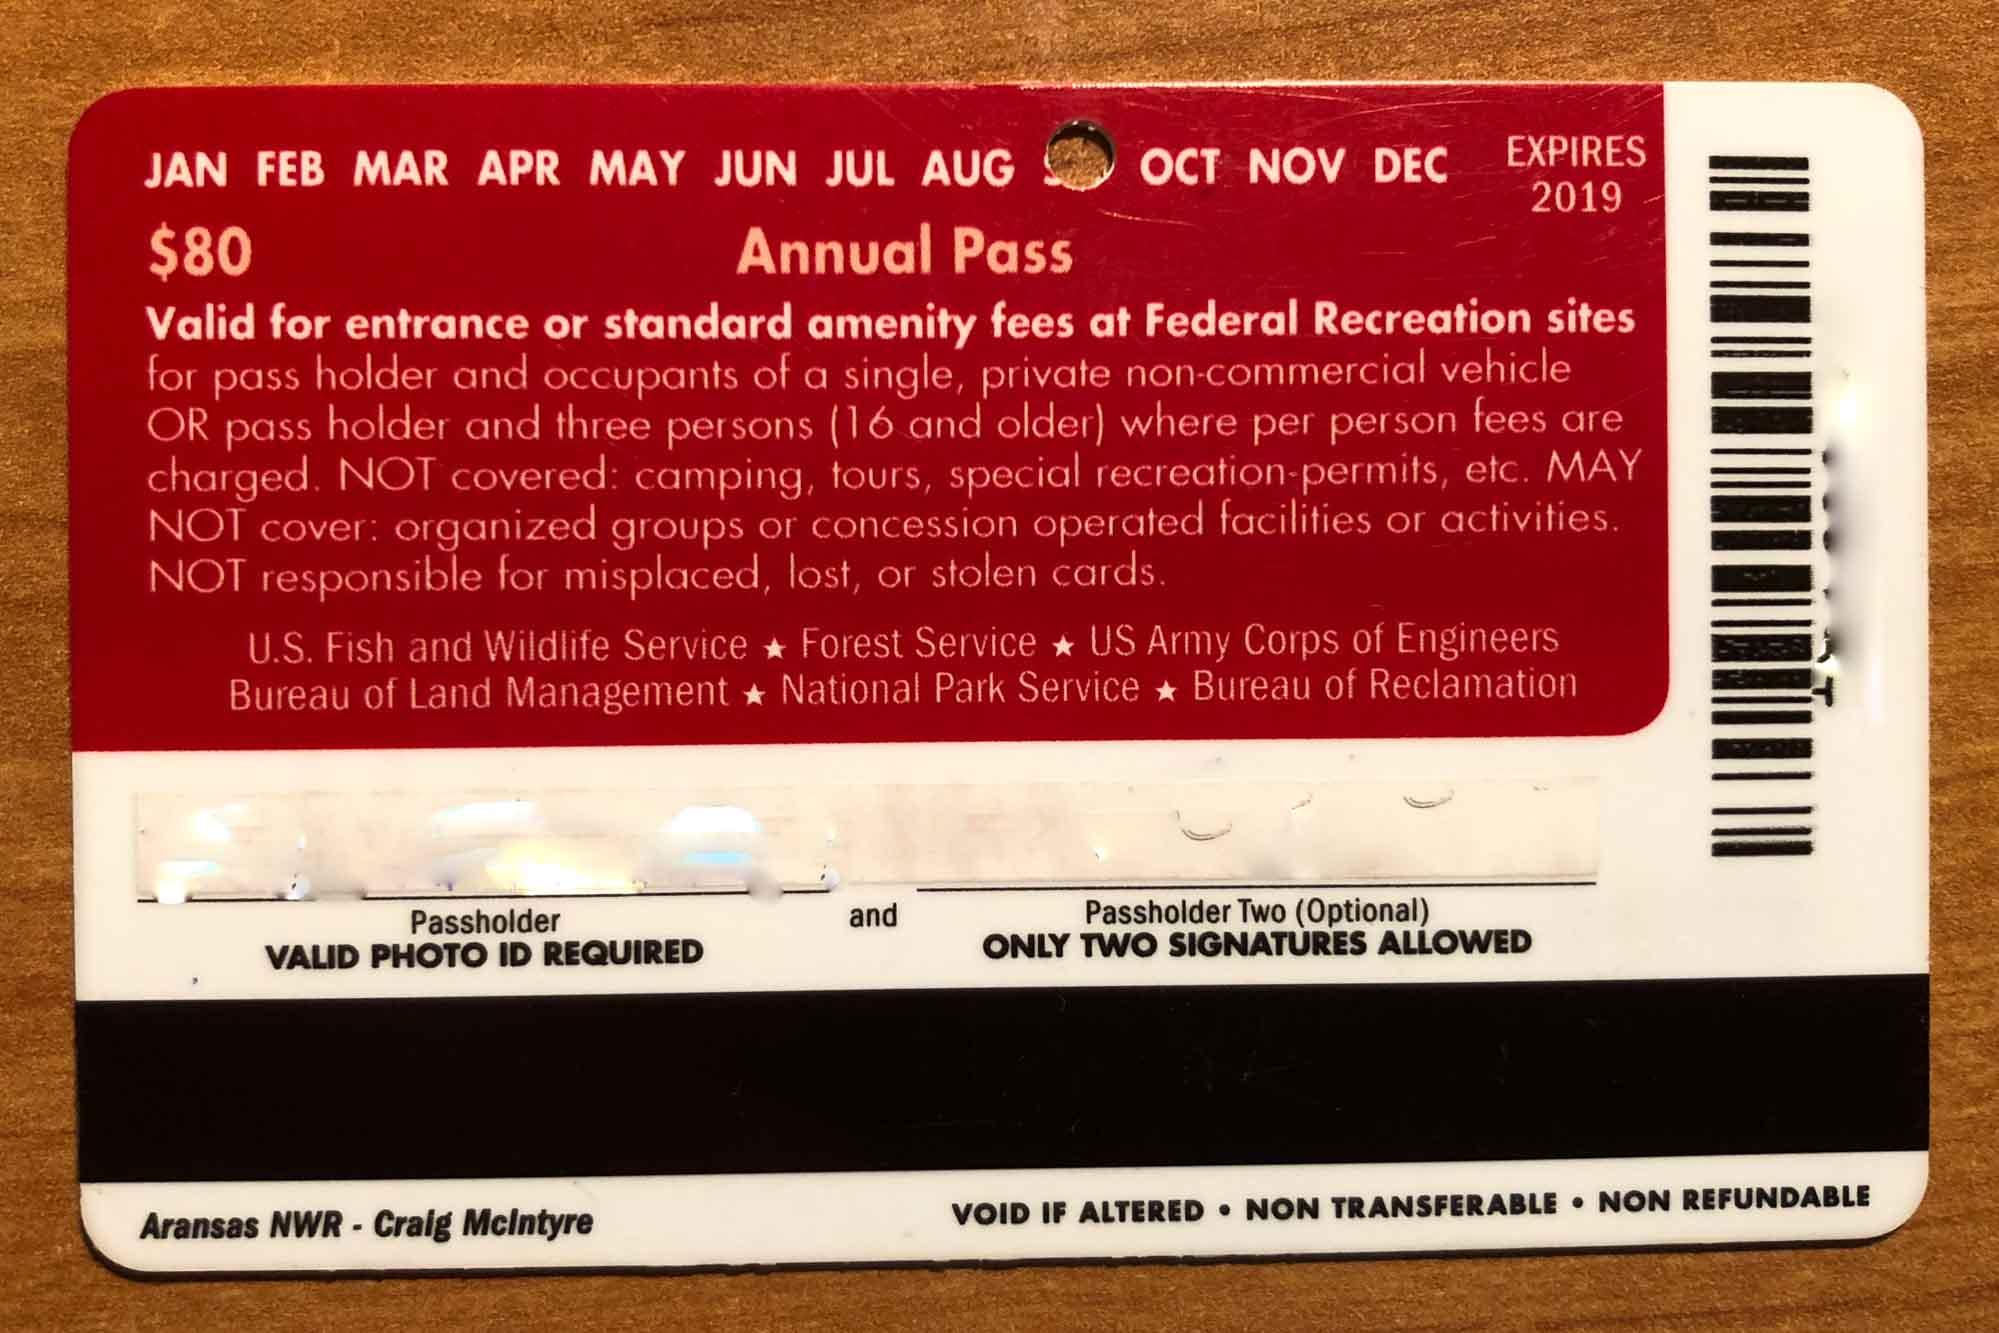 JAN FEB MAR APR MAY JUN JUL AUG OCT NOV DEC EXPIRES 2019
$80 Annual Pass
Valid for entrance or standard amenity fees at Federal Recreation sites
for pass holder and occupants of a single, private non-commercial vehicle
OR pass holder and three persons (16 and older) where per person fees are
charged. NOT covered: camping, tours, special recreation-permits, etc. MAY
NOT cover: organized groups or concession operated facilities or activities.
NOT responsible for misplaced, lost, or stolen cards.
U.S. Fish and Wildlife Service ★ Forest Service ★ US Army Corps of Engineers
Bureau of Land Management ★ National Park Service ★ Bureau of Reclamation
Passholder and Passholder Two (Optional)
VALID PHOTO ID REQUIRED ONLY TWO SIGNATURES ALLOWED
Aransas NWR - Craig McIntyre VOID IF ALTERED • NON TRANSFERABLE • NON REFUNDABLE